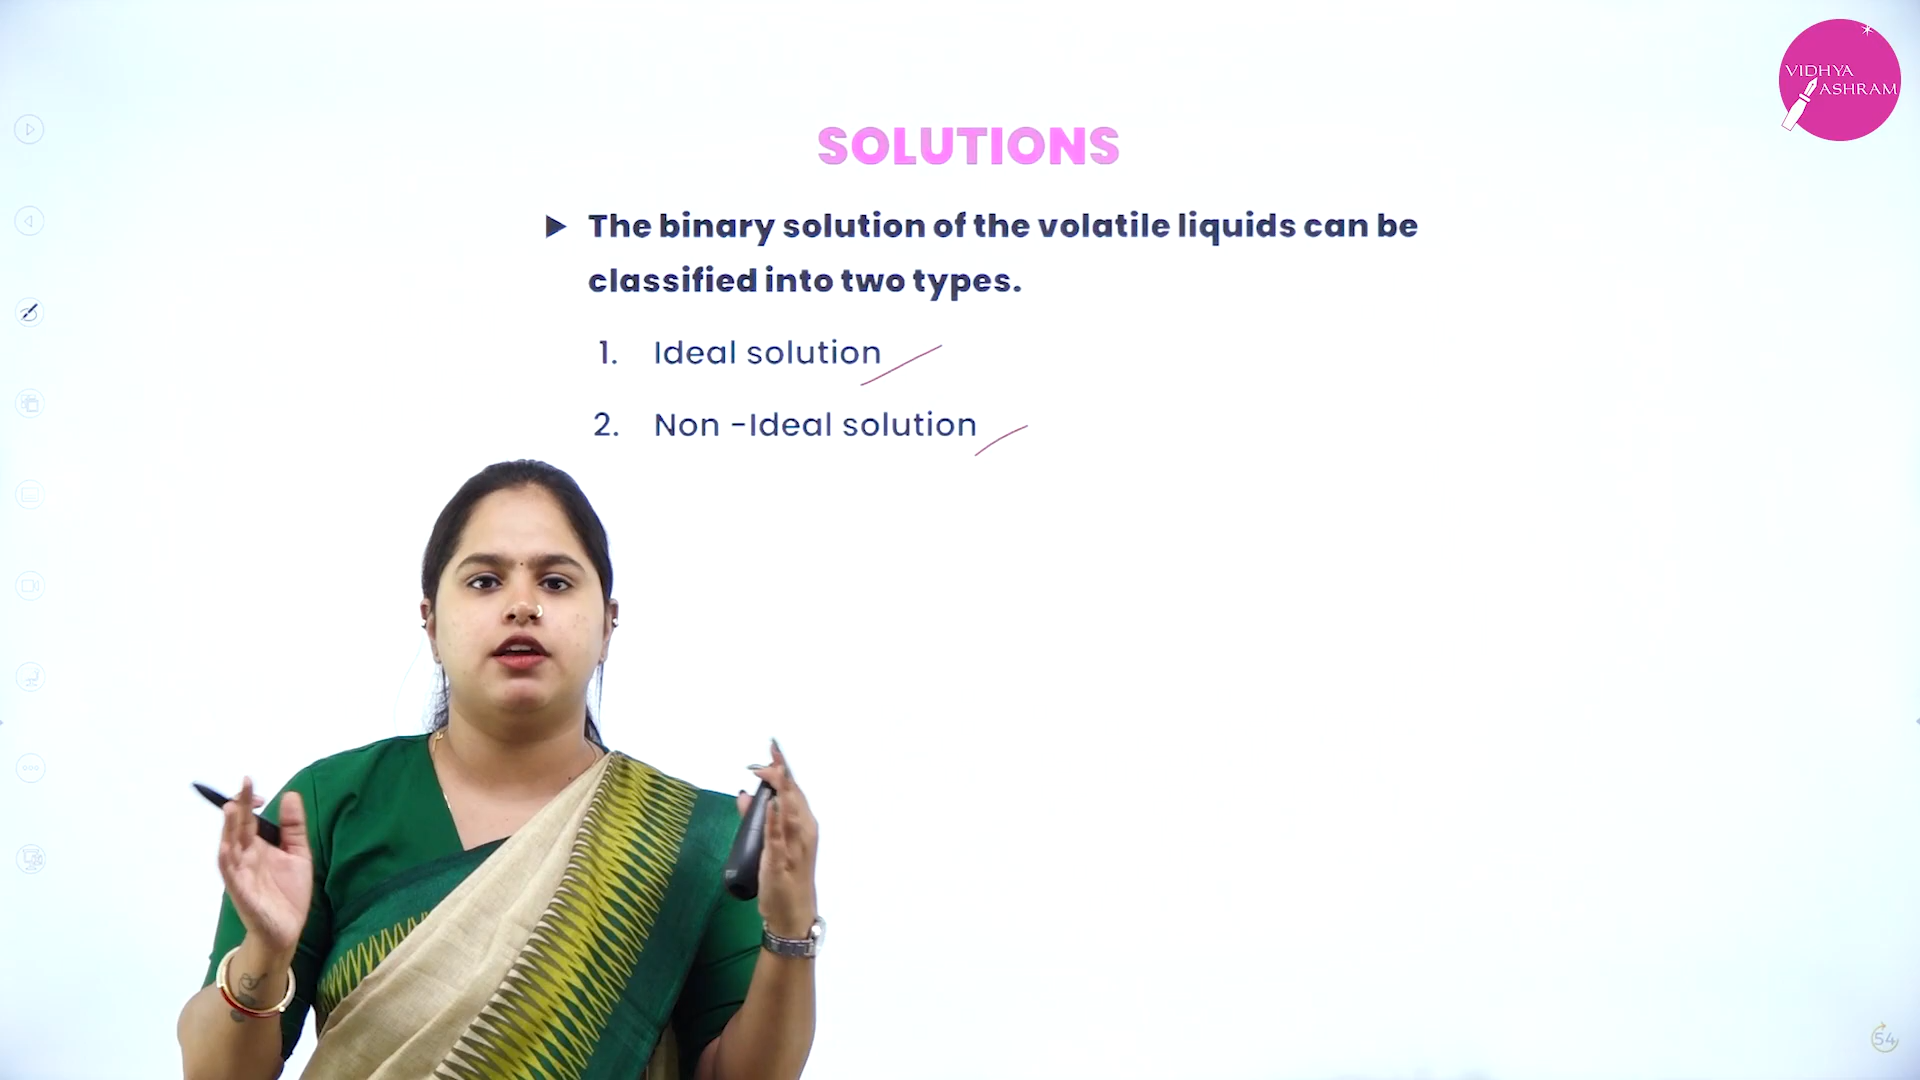 VIDHYA
ASHRAM
SOLUTIONS
The binary solution of the volatile liquids can be
classified into two types.
1. Ideal solution
2. Non -Ideal solution
54